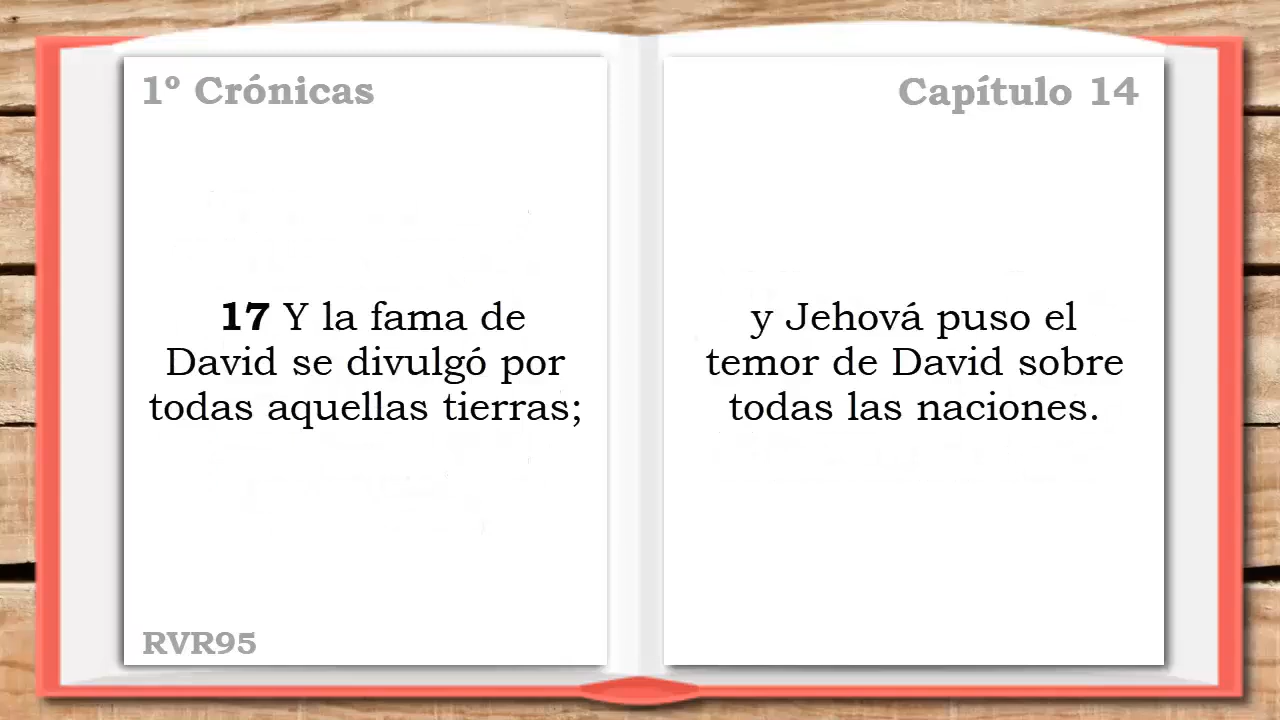 1º Crónicas
17 Y la fama de
David se divulgó por
todas aquellas tierras;
RVR95
Capítulo 14
y Jehová puso el
temor de David sobre
todas las naciones.